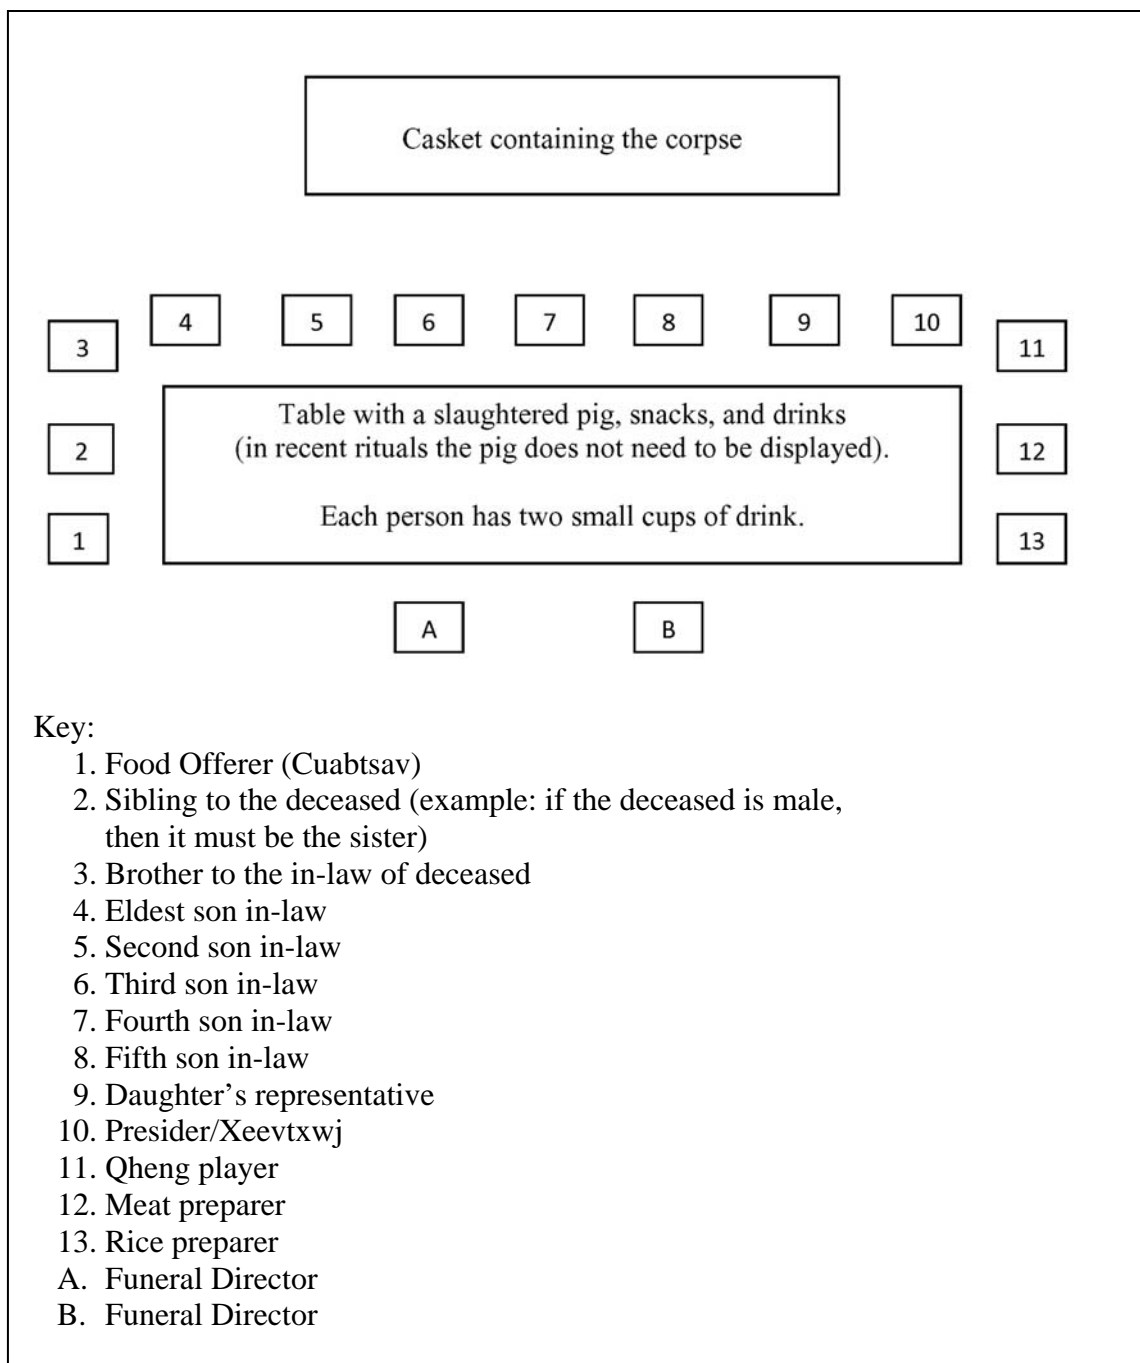 Casket containing the corpse
4 5 6 7 8 9 10
3 11
Table with a slaughtered pig, snacks, and drinks
(in recent rituals the pig does not need to be displayed).
2 12
Each person has two small cups of drink.
1 13
A B
Key:
1. Food Offerer (Cuabtsav)
2. Sibling to the deceased (example: if the deceased is male,
then it must be the sister)
3. Brother to the in-law of deceased
4. Eldest son in-law
5. Second son in-law
6. Third son in-law
7. Fourth son in-law
8. Fifth son in-law
9. Daughter’s representative
10. Presider/Xeevtxwj
11. Qheng player
12. Meat preparer
13. Rice preparer
A. Funeral Director
B. Funeral Director